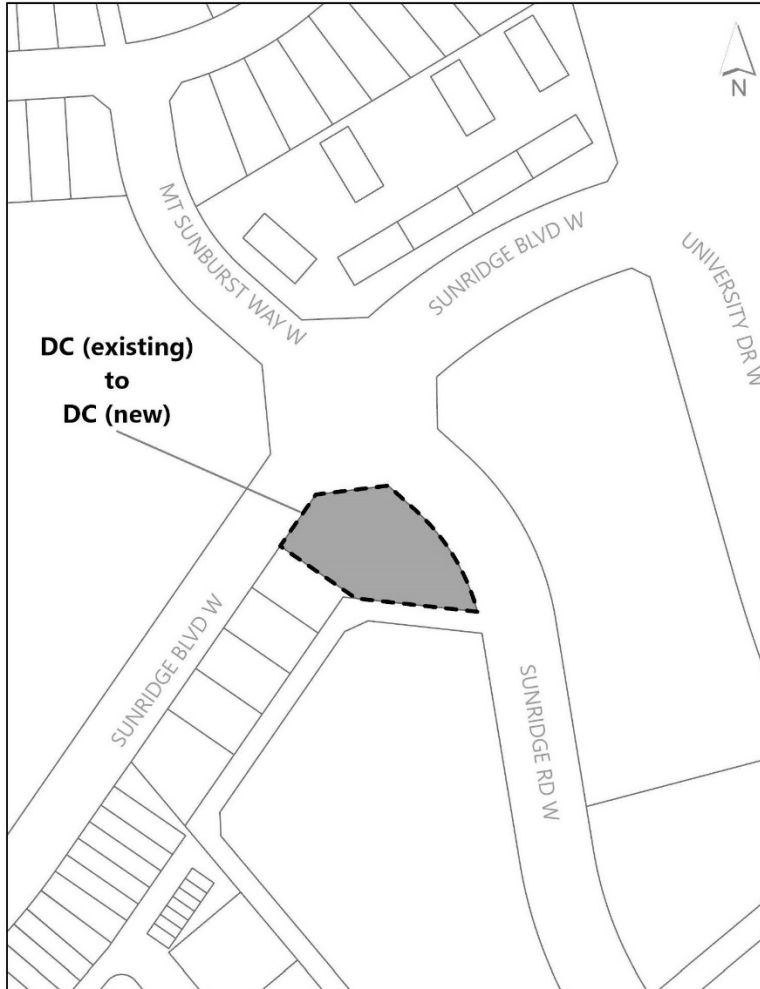 N
MT SUNBURST WAY W
SUNRIDGE BLVD W
UNIVERSITY DR W
DC (existing)
to
DC (new)
SUNRIDGE BLVD W
SUNRIDGE RD W